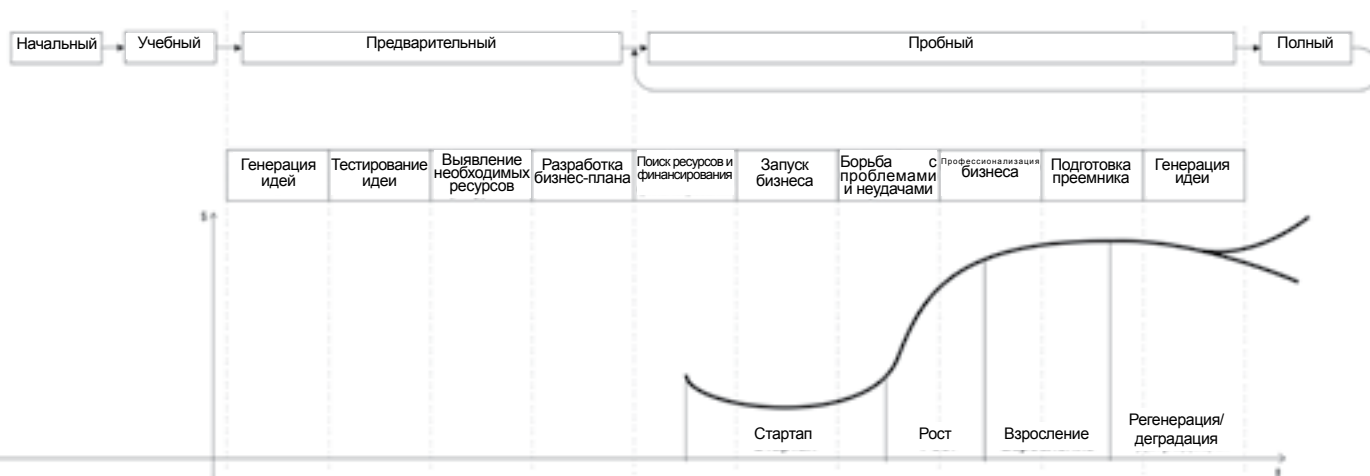 Начальный
Учебный
Предварительный
Пробный
Полный
Генерация
идей
Тестирование
идеи
Выявление
необходимых
ресурсов
Разработка
бизнес-плана
Поиск ресурсов и
финансирования
Запуск
бизнеса
Борьба с
проблемами
и неудачами
Профессионализация
бизнеса
Подготовка
преемника
Генерация
идеи
$
Стартап
Рост
Взросление
Регенерация/
деградация